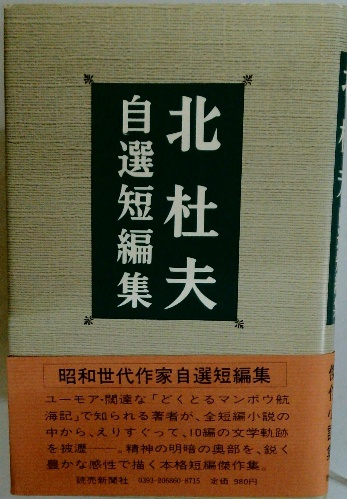 北杜夫
自選短編集
昭和世代作家自選短編集
ユーモア・闊達な「どくとるマンボウ航
海記」で知られる著者が、全短編小説の
中から、えりすぐって、10編の文学軌跡
を披瀝――。精神の明暗の奥部を、鋭く
豊かな感性で描く本格短編傑作集。
読売新聞社 0393-205860-8715 定価 980円